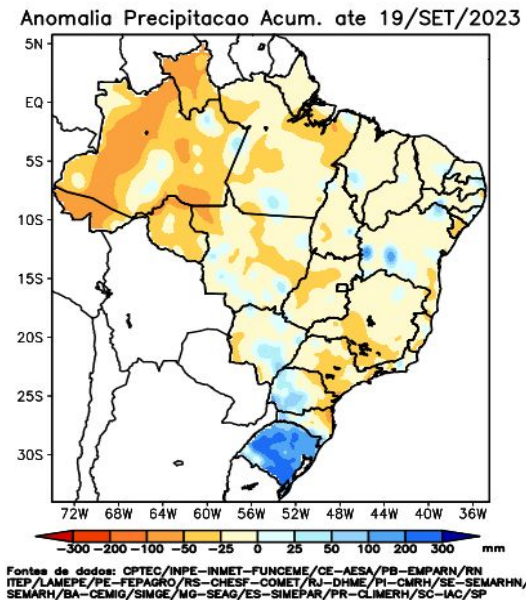 Anomalia Precipitacao Acum. ate 19/SET/2023
5N
EQ
5S
10S
15S
20S
25S
30S
72W 68W 64W 60W 56W 52W 48W 44W 40W 36W
-300 -200 -100 -50 -25 0 25 50 100 200 300 mm
Fontes de dados: CPTEC/INPE-INMET-FUNCEME/CE-AESA/PB-EMPARN/RN
ITEP/LAMEPE/PE-FEPAGRO/RS-CHESF-COMET/RJ-DHME/PI-CMRH/SE-SEMARHN/
SEMARH/BA-CEMIG/SIMGE/MG-SEAG/ES-SIMEPAR/PR-CLIMERH/SC-IAC/SP